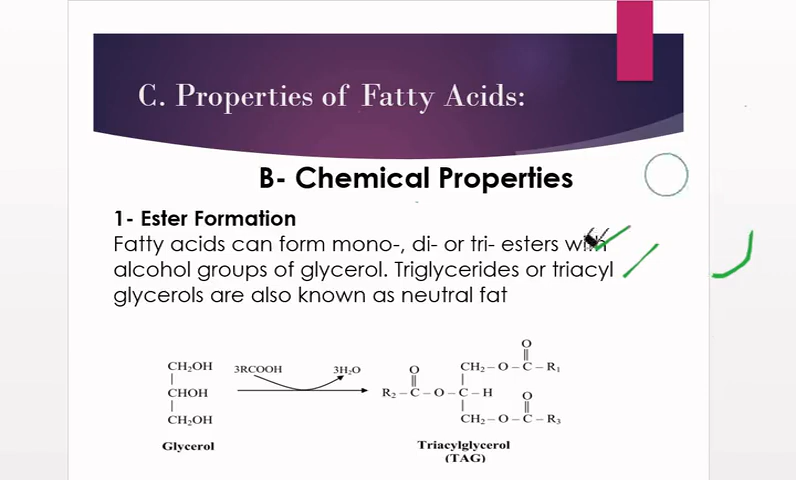 C. Properties of Fatty Acids:
B- Chemical Properties
1- Ester Formation
Fatty acids can form mono-, di- or tri- esters with
alcohol groups of glycerol. Triglycerides or triacyl
glycerols are also known as neutral fat
CH₂OH
CHOH
CH₂OH
Glycerol
3RCOOH
3H₂O
O
CH₂ – O – C – R₁
O
R₂ – C – O – C – H
O
CH₂ – O – C – R₃
Triacylglycerol
(TAG)